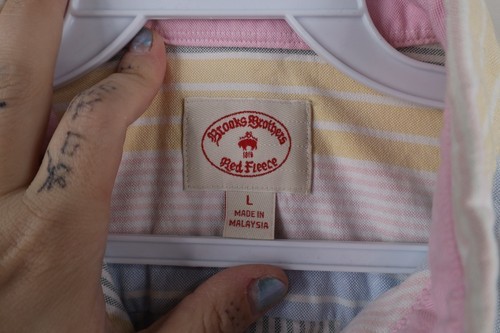 Brooks Brothers
1818
Red Fleece
L
MADE IN
MALAYSIA